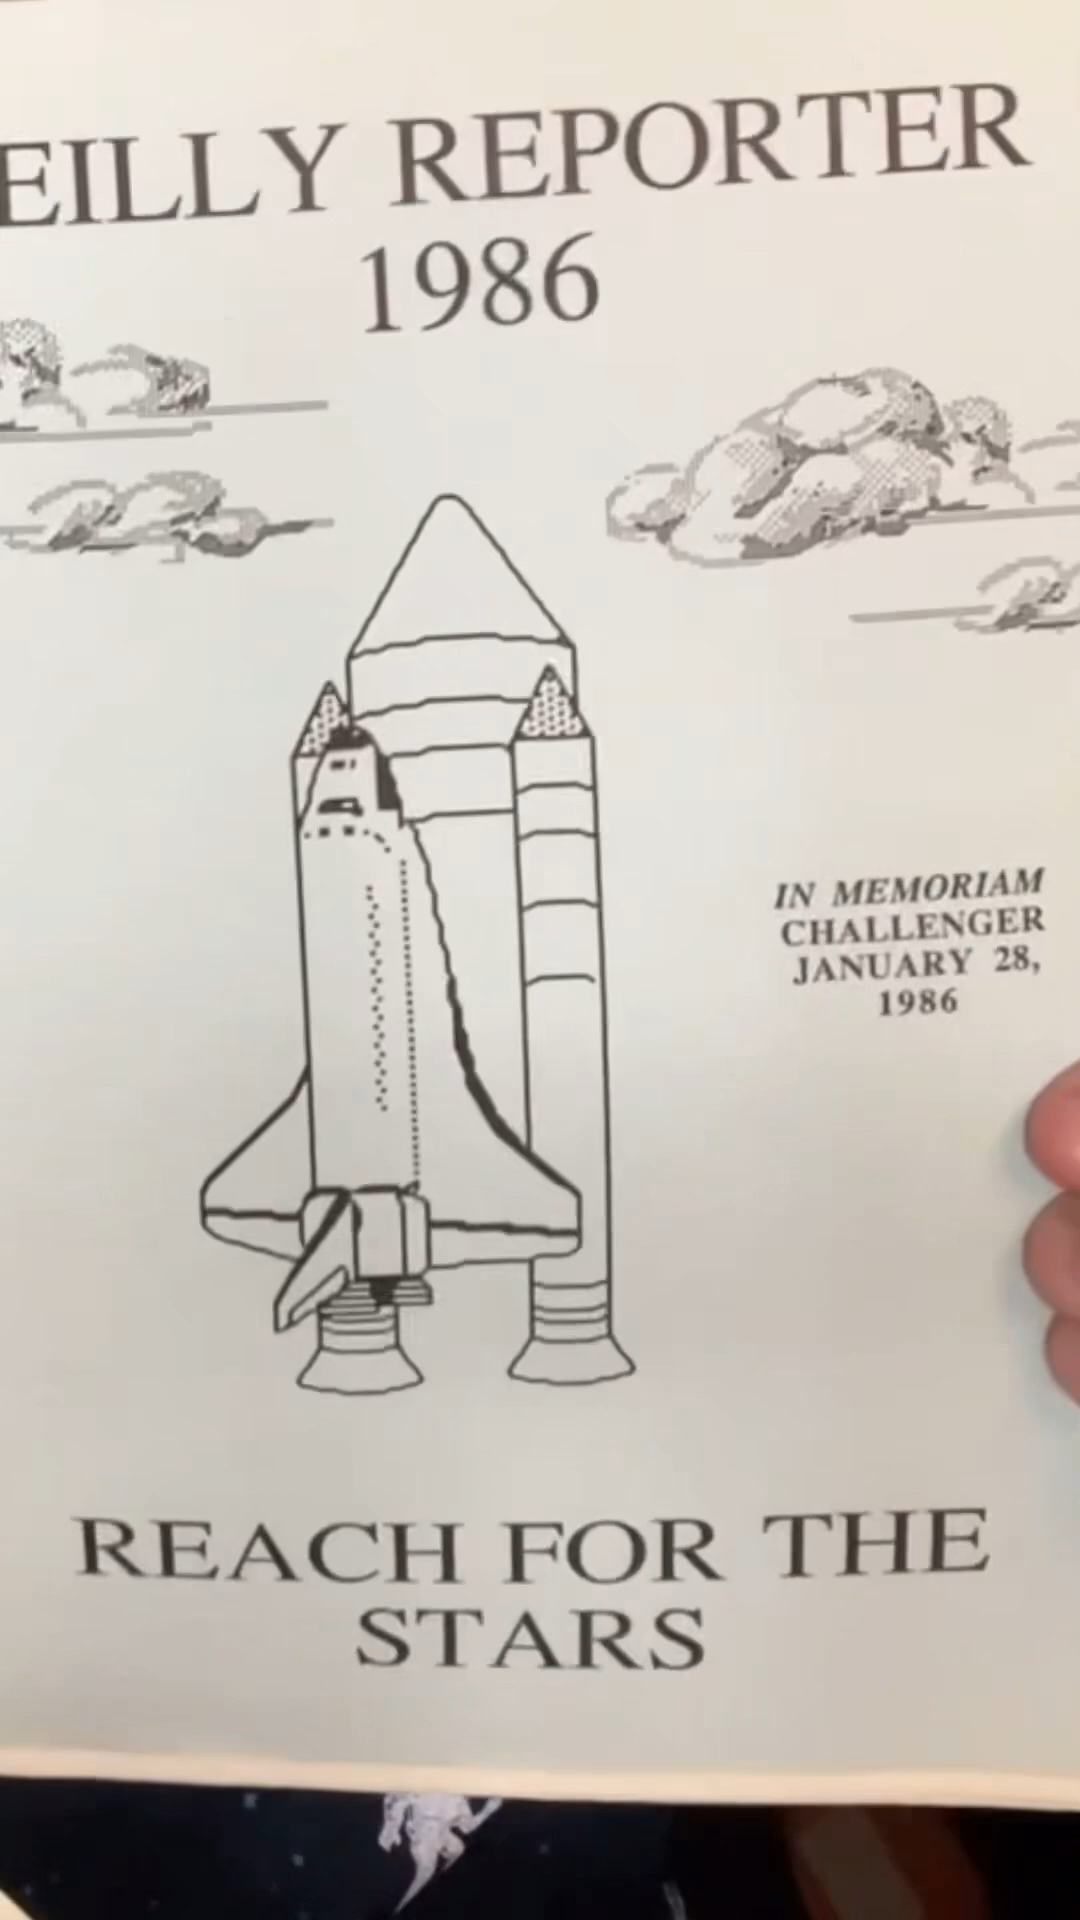 EILLY REPORTER
1986
IN MEMORIAM
CHALLENGER
JANUARY 28,
1986
REACH FOR THE
STARS